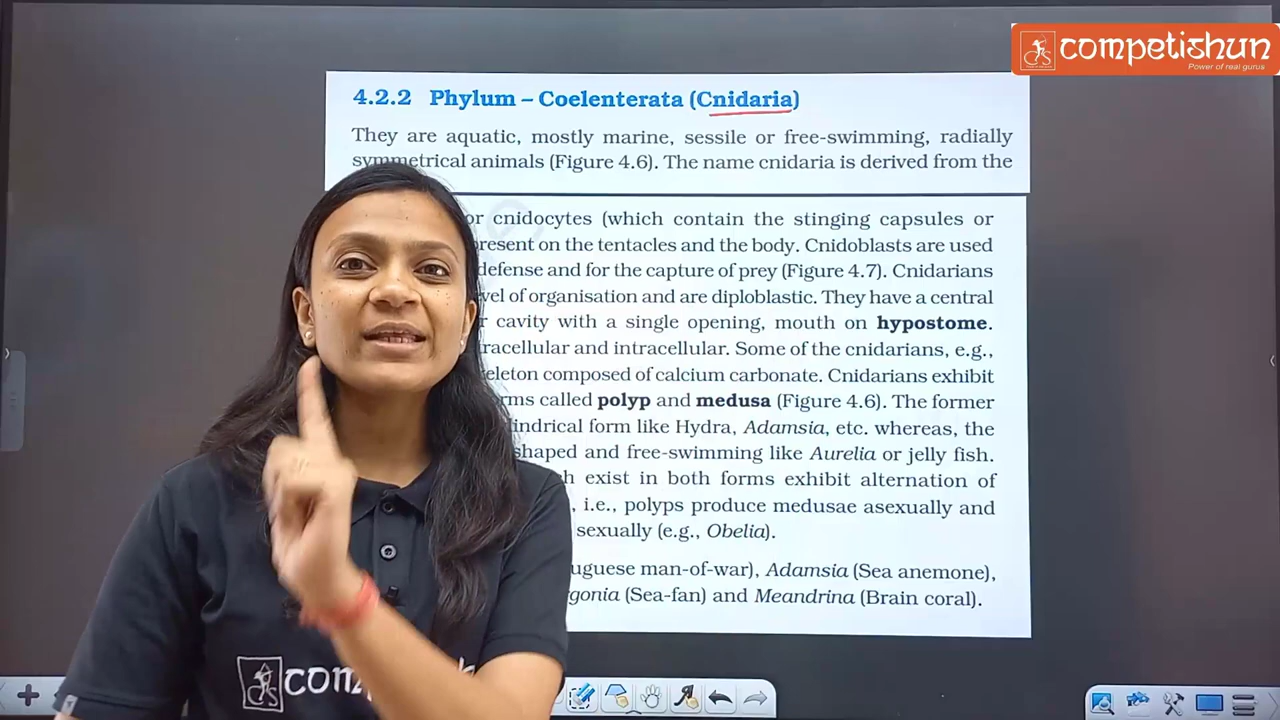 competishun
Power of real gurus
4.2.2 Phylum – Coelenterata (Cnidaria)
They are aquatic, mostly marine, sessile or free-swimming, radially
symmetrical animals (Figure 4.6). The name cnidaria is derived from the
or cnidocytes (which contain the stinging capsules or
present on the tentacles and the body. Cnidoblasts are used
defense and for the capture of prey (Figure 4.7). Cnidarians
of organisation and are diploblastic. They have a central
cavity with a single opening, mouth on hypostome.
and intracellular. Some of the cnidarians, e.g.,
composed of calcium carbonate. Cnidarians exhibit
called polyp and medusa (Figure 4.6). The former
form like Hydra, Adamsia, etc. whereas, the
shaped and free-swimming like Aurelia or jelly fish.
exist in both forms exhibit alternation of
, i.e., polyps produce medusae asexually and
sexually (e.g., Obelia).
man-of-war), Adamsia (Sea anemone),
(Sea-fan) and Meandrina (Brain coral).